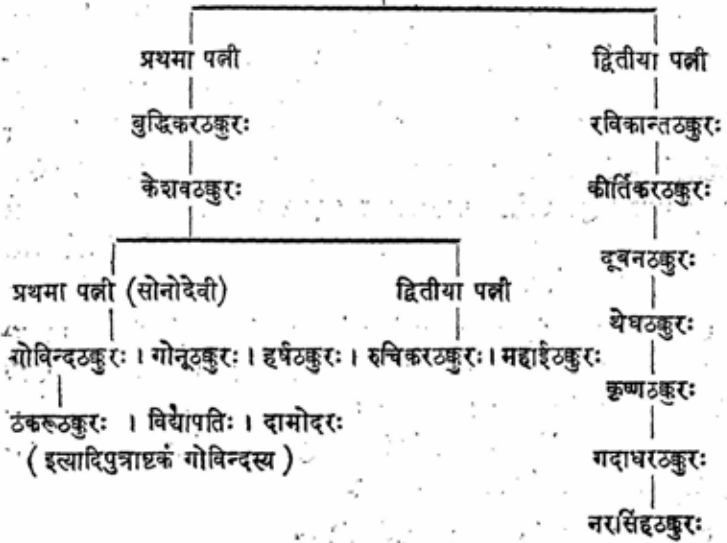 प्रथमा पत्नी द्वितीया पत्नी
बुद्धिकरठक्कुरः रविकान्तठक्कुरः
केशवठक्कुरः कीर्तिकरठक्कुरः
दूबनठक्कुरः
प्रथमा पत्नी (सोनोदेवी) द्वितीया पत्नी
येघठक्कुरः
गोविन्दठक्कुरः । गोनूठक्कुरः । हर्षठक्कुरः । रुचिकरठक्कुरः । महाईठक्कुरः
कृष्णठक्कुरः
ठकरूठक्कुरः । विद्यापतिः । दामोदरः
( इत्यादिपुत्राष्टकं गोविन्दस्य ) गदाधरठक्कुरः
नरसिंहठक्कुरः